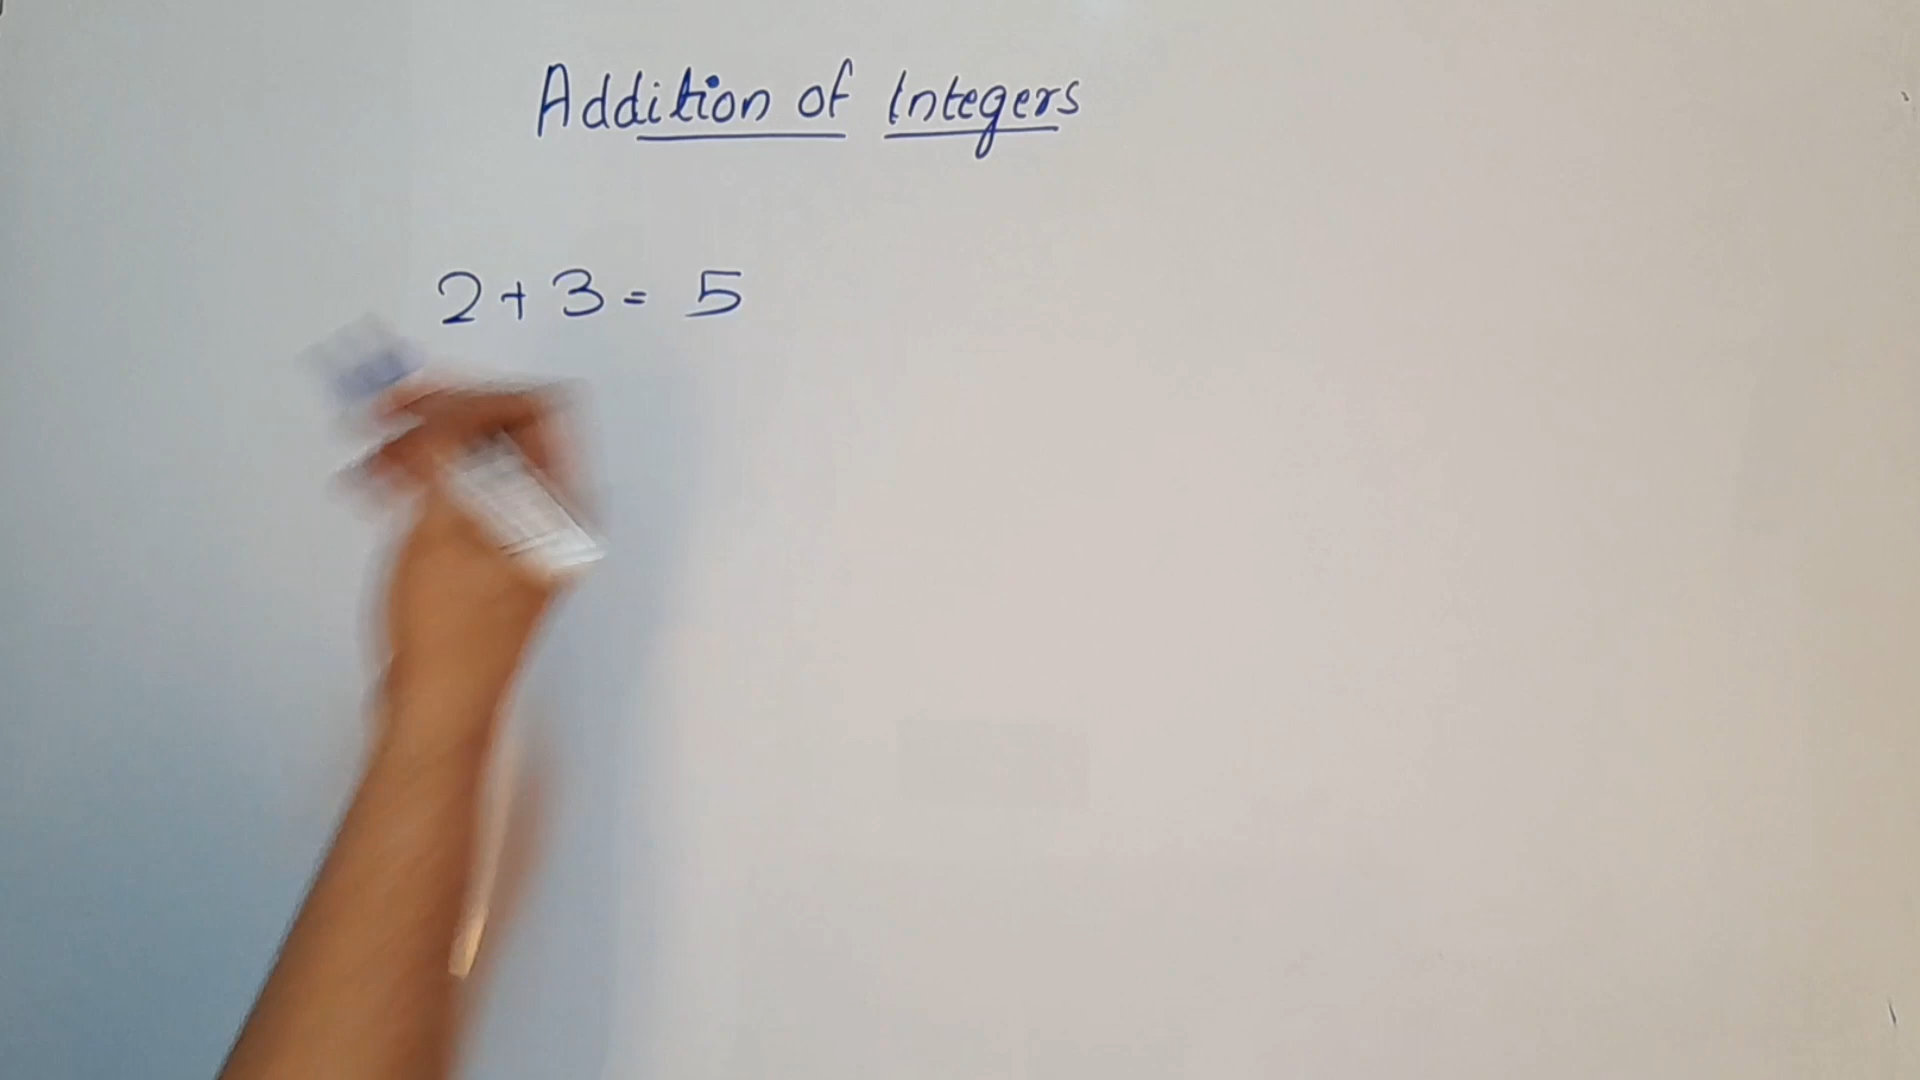 Addition of Integers
2 + 3 = 5